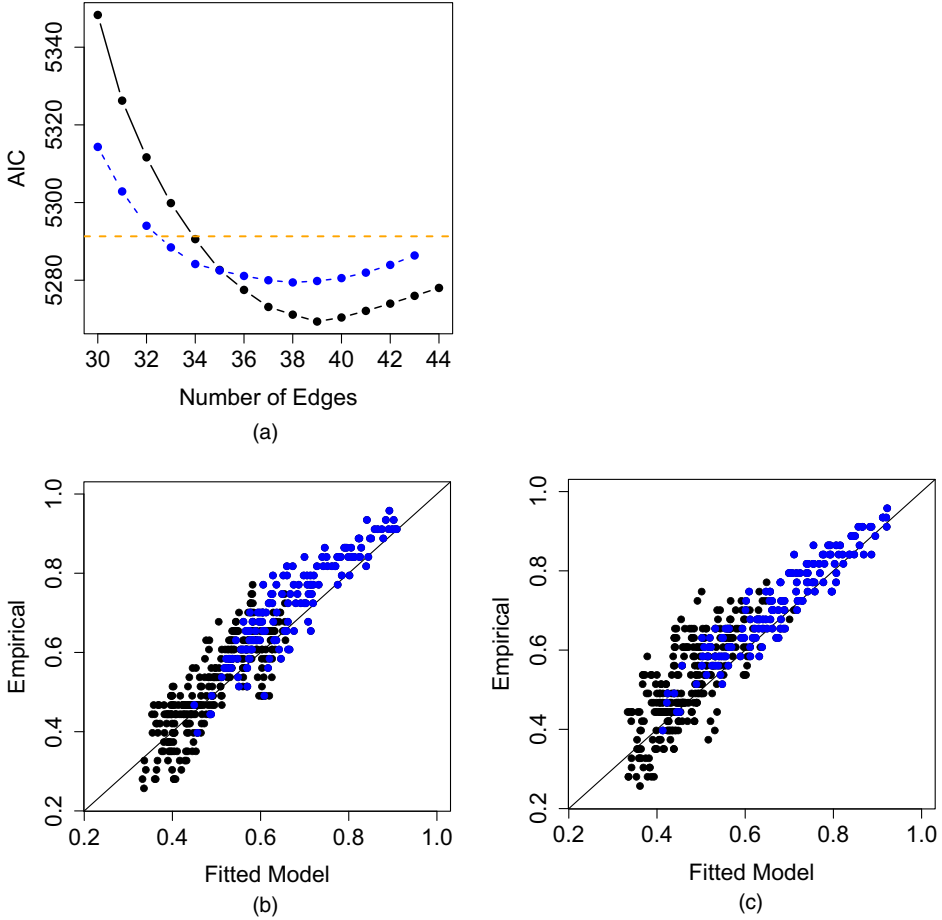 5340
5320
5300
5280
AIC
30 32 34 36 38 40 42 44
Number of Edges
(a)
1.0
0.8
0.6
0.4
0.2
Empirical
0.2 0.4 0.6 0.8 1.0
Fitted Model
(b)
1.0
0.8
0.6
0.4
0.2
Empirical
0.2 0.4 0.6 0.8 1.0
Fitted Model
(c)